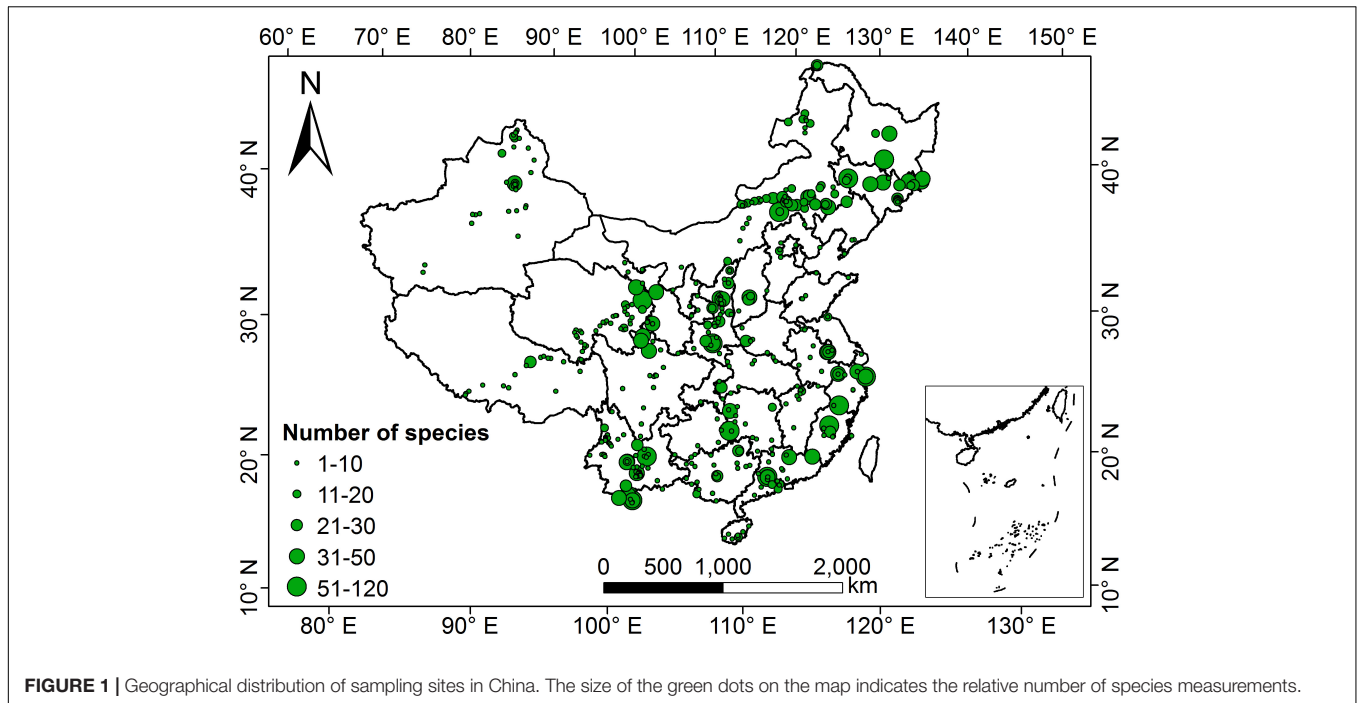 60° E 70° E 80° E 90° E 100° E 110° E 120° E 130° E 140° E 150° E
N
40° N
40° N
30° N
30° N
20° N
20° N
10° N
10° N
Number of species
1-10
11-20
21-30
31-50
51-120
0 500 1,000 2,000
km
80° E 90° E 100° E 110° E 120° E 130° E
FIGURE 1 | Geographical distribution of sampling sites in China. The size of the green dots on the map indicates the relative number of species measurements.